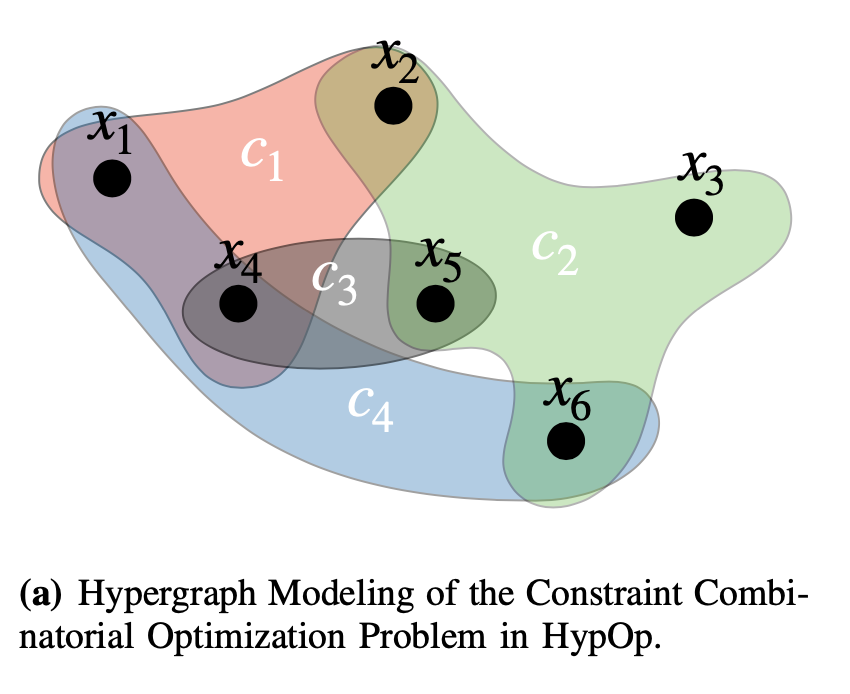 x2
x1
c1
x3
x4
c3
x5
c2
c4
x6
(a) Hypergraph Modeling of the Constraint Combi-
natorial Optimization Problem in HypOp.